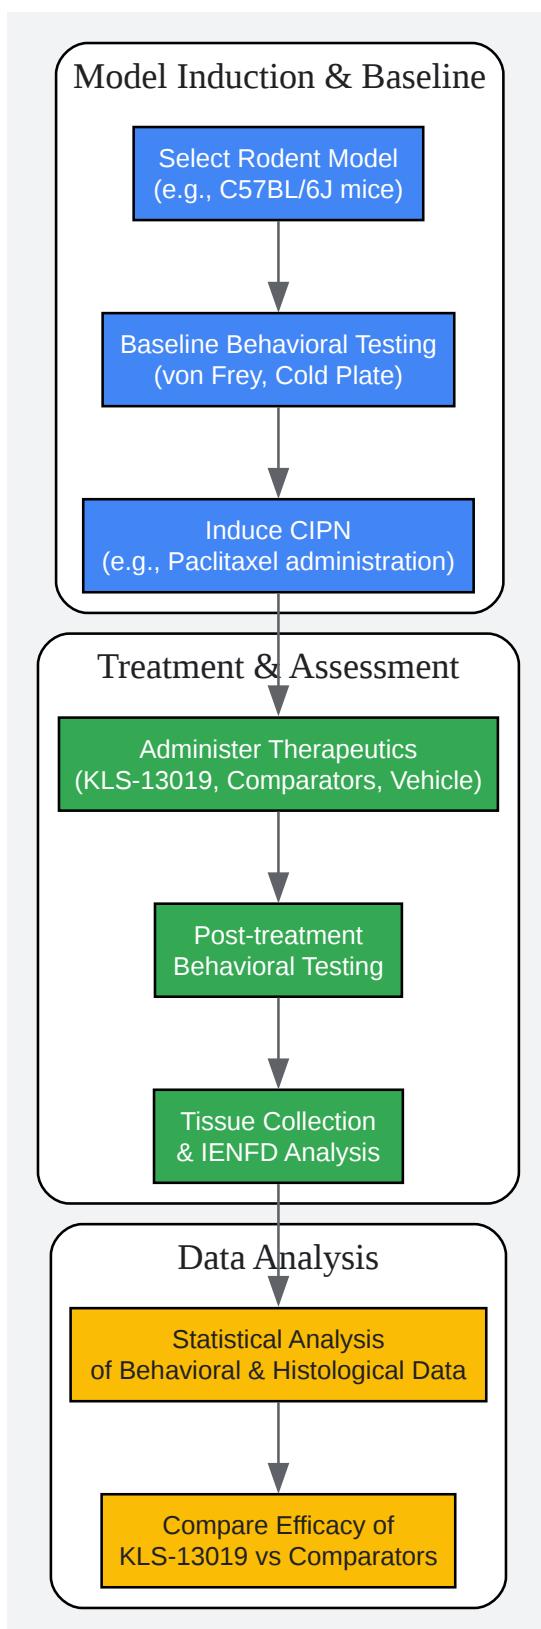 Model Induction & Baseline
Select Rodent Model
(e.g., C57BL/6J mice)
Baseline Behavioral Testing
(von Frey, Cold Plate)
Induce CIPN
(e.g., Paclitaxel administration)
Treatment & Assessment
Administer Therapeutics
(KLS-13019, Comparators, Vehicle)
Post-treatment
Behavioral Testing
Tissue Collection
& IENFD Analysis
Data Analysis
Statistical Analysis
of Behavioral & Histological Data
Compare Efficacy of
KLS-13019 vs Comparators